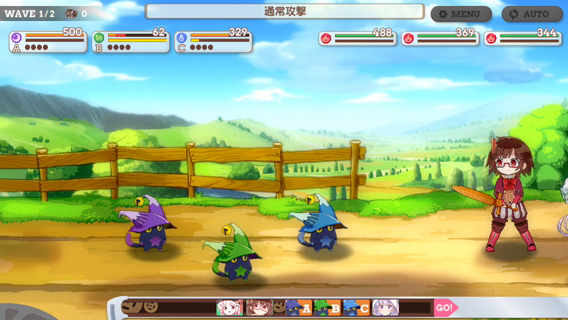 WAVE 1/2
0
通常攻撃
MENU
AUTO
500
A
62
B
329
C
488
369
344
A
B
C
GO!